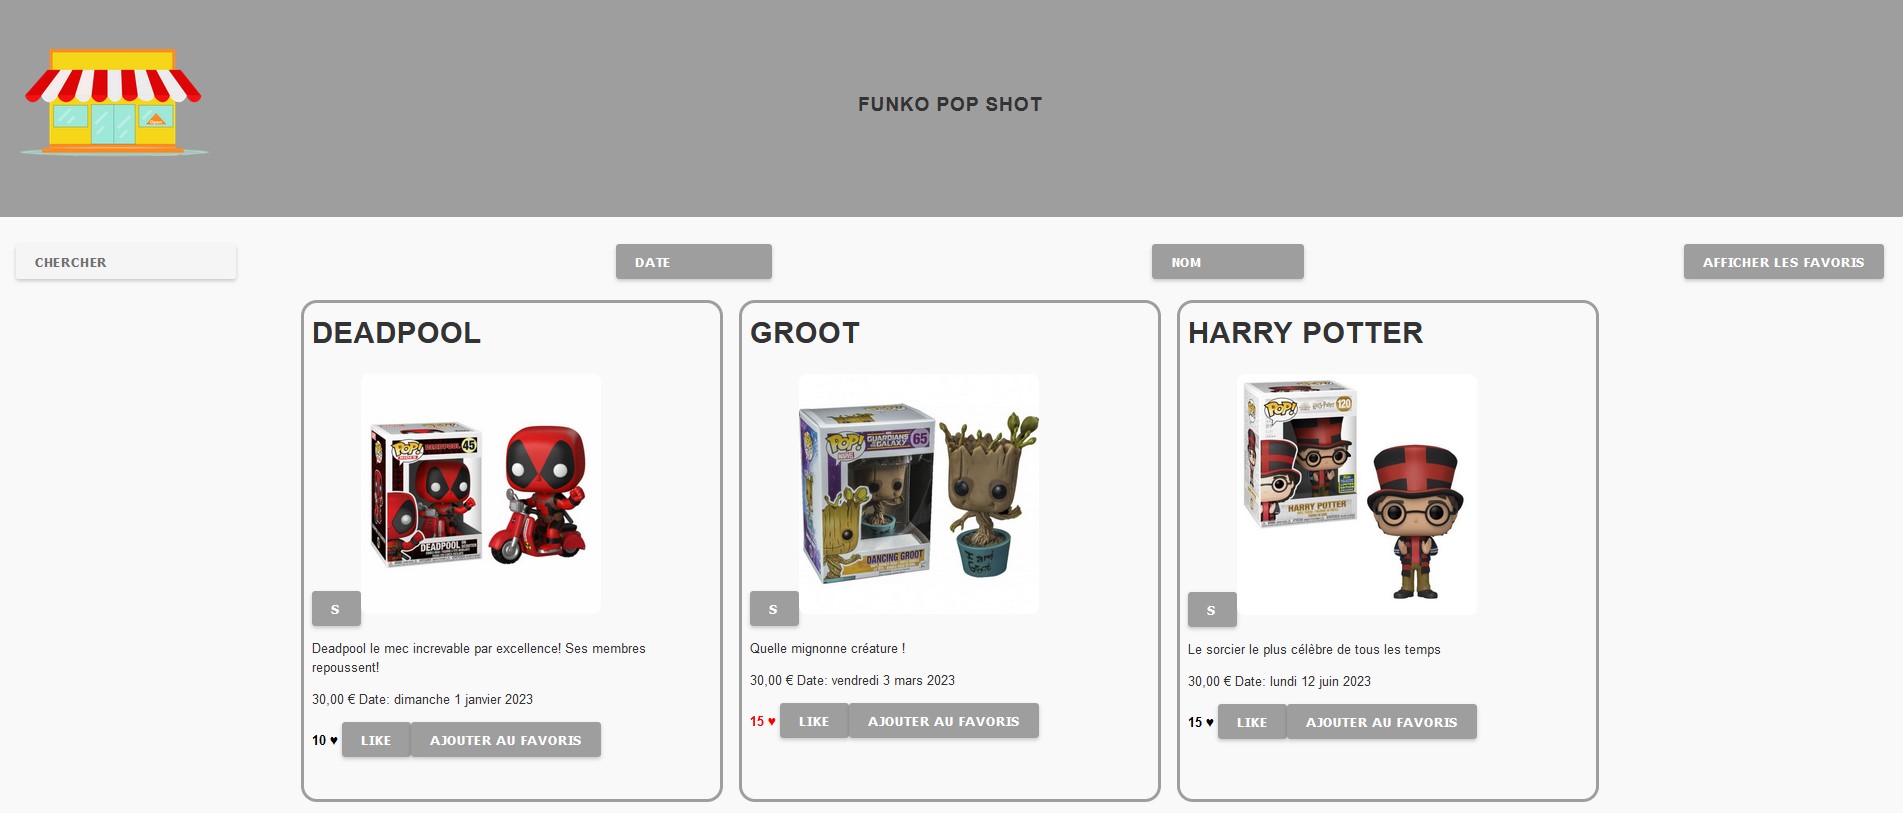 FUNKO POP SHOT
CHERCHER
DATE
NOM
AFFICHER LES FAVORIS
DEADPOOL
POP!
DEADPOOL
45
DEADPOOL
S
Deadpool le mec increvable par excellence! Ses membres
repoussent!
30,00 € Date: dimanche 1 janvier 2023
10 ♥ LIKE AJOUTER AU FAVORIS
GROOT
POP!
MARVEL
GUARDIANS
GALAXY
65
DANCING GROOT
I am
Groot
S
Quelle mignonne créature !
30,00 € Date: vendredi 3 mars 2023
15 ♥ LIKE AJOUTER AU FAVORIS
HARRY POTTER
POP!
Harry Potter
120
HARRY POTTER
S
Le sorcier le plus célèbre de tous les temps
30,00 € Date: lundi 12 juin 2023
15 ♥ LIKE AJOUTER AU FAVORIS